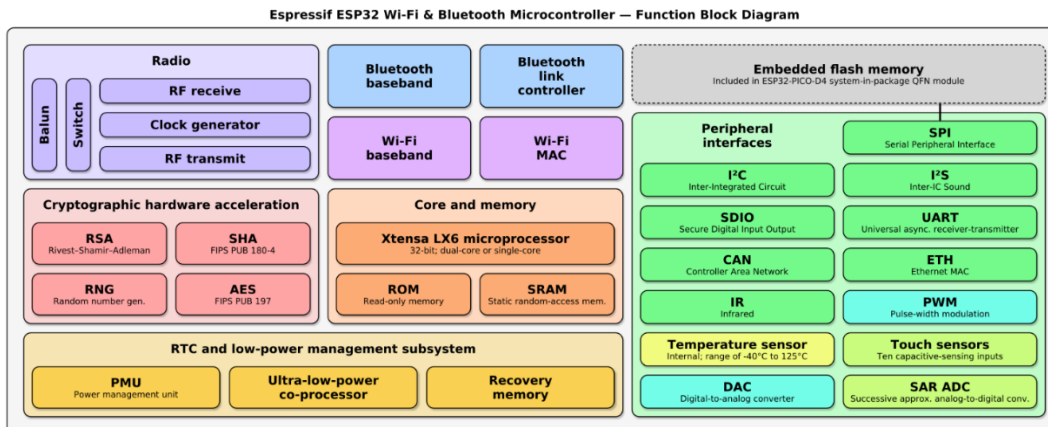 Espressif ESP32 Wi-Fi & Bluetooth Microcontroller — Function Block Diagram
Radio
Balun
Switch
RF receive
Clock generator
RF transmit
Bluetooth
baseband
Bluetooth
link
controller
Wi-Fi
baseband
Wi-Fi
MAC
Embedded flash memory
Included in ESP32-PICO-D4 system-in-package QFN module
Cryptographic hardware acceleration
RSA
Rivest–Shamir–Adleman
SHA
FIPS PUB 180-4
RNG
Random number gen.
AES
FIPS PUB 197
Core and memory
Xtensa LX6 microprocessor
32-bit; dual-core or single-core
ROM
Read-only memory
SRAM
Static random-access mem.
RTC and low-power management subsystem
PMU
Power management unit
Ultra-low-power
co-processor
Recovery
memory
Peripheral
interfaces
SPI
Serial Peripheral Interface
I²C
Inter-Integrated Circuit
I²S
Inter-IC Sound
SDIO
Secure Digital Input Output
UART
Universal async. receiver-transmitter
CAN
Controller Area Network
ETH
Ethernet MAC
IR
Infrared
PWM
Pulse-width modulation
Temperature sensor
Internal; range of -40°C to 125°C
Touch sensors
Ten capacitive-sensing inputs
DAC
Digital-to-analog converter
SAR ADC
Successive approx. analog-to-digital conv.